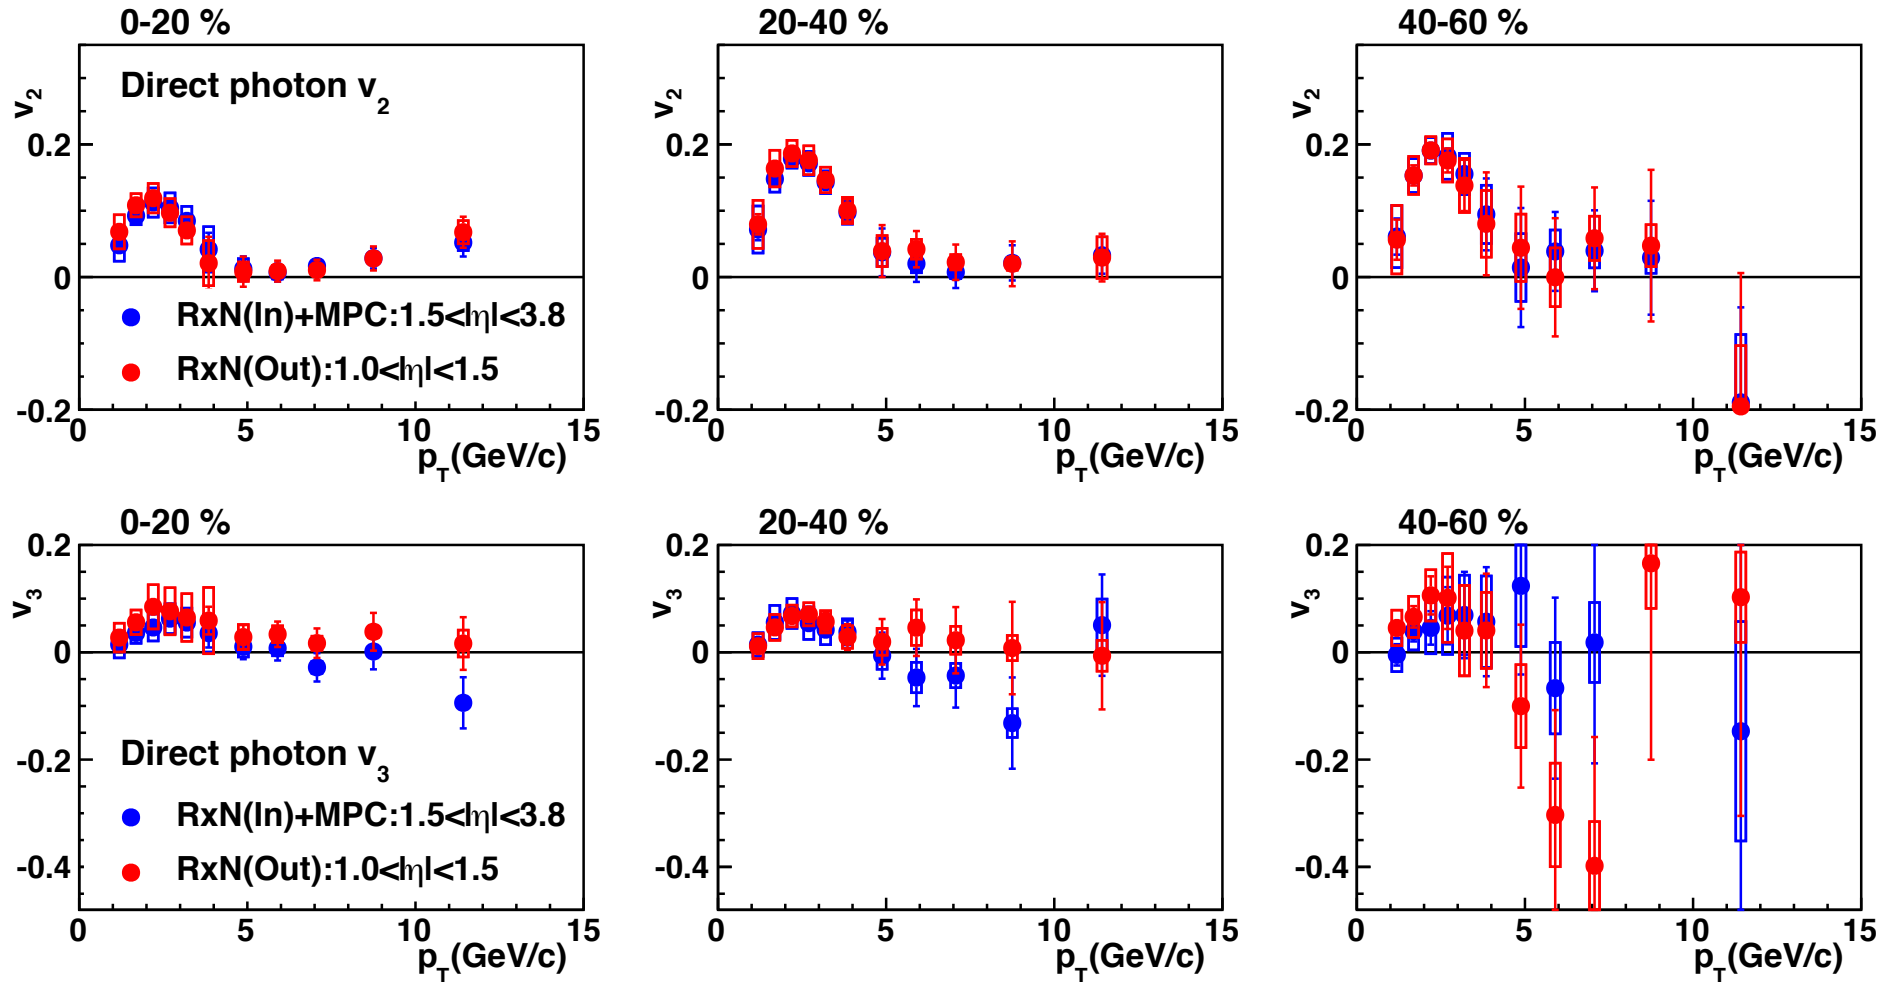 0-20 %
20-40 %
40-60 %
Direct photon v2
v2
0.2
0
-0.2
RxN(In)+MPC:1.5<|η|<3.8
RxN(Out):1.0<|η|<1.5
0
5
10
15
pT(GeV/c)
v2
0.2
0
-0.2
0
5
10
15
pT(GeV/c)
v2
0.2
0
-0.2
0
5
10
15
pT(GeV/c)
0-20 %
20-40 %
40-60 %
v3
0.2
0
-0.2
-0.4
Direct photon v3
RxN(In)+MPC:1.5<|η|<3.8
RxN(Out):1.0<|η|<1.5
0
5
10
15
pT(GeV/c)
v3
0.2
0
-0.2
-0.4
0
5
10
15
pT(GeV/c)
v3
0.2
0
-0.2
-0.4
0
5
10
15
pT(GeV/c)